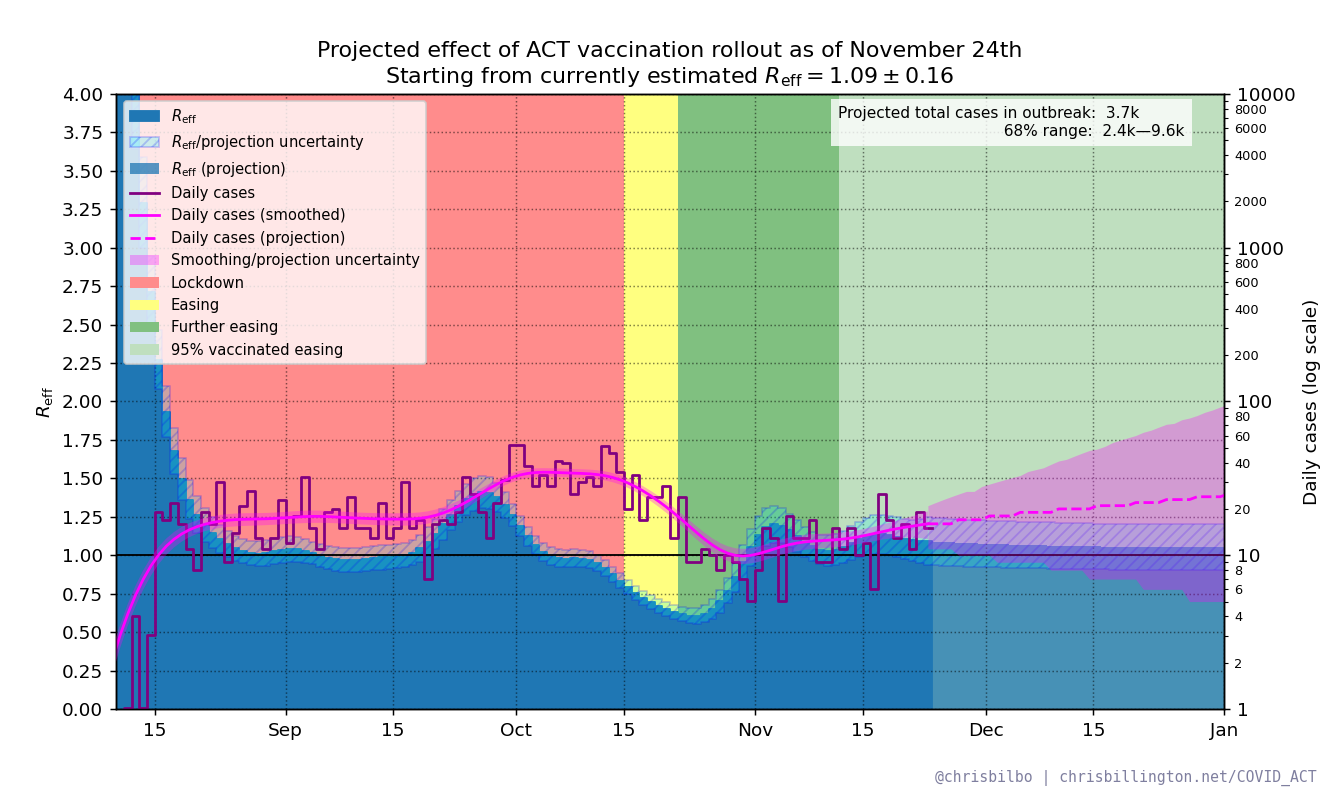 Projected effect of ACT vaccination rollout as of November 24th
Starting from currently estimated Reff = 1.09 ± 0.16
Reff
Reff/projection uncertainty
Reff (projection)
Daily cases
Daily cases (smoothed)
Daily cases (projection)
Smoothing/projection uncertainty
Lockdown
Easing
Further easing
95% vaccinated easing
Projected total cases in outbreak: 3.7k
68% range: 2.4k—9.6k
Reff
4.00
3.75
3.50
3.25
3.00
2.75
2.50
2.25
2.00
1.75
1.50
1.25
1.00
0.75
0.50
0.25
0.00
15
Sep
15
Oct
15
Nov
15
Dec
15
Jan
10000
8000
6000
4000
2000
1000
800
600
400
200
100
80
60
40
20
10
8
6
4
2
1
Daily cases (log scale)
@chrisbilbo | chrisbillington.net/COVID_ACT